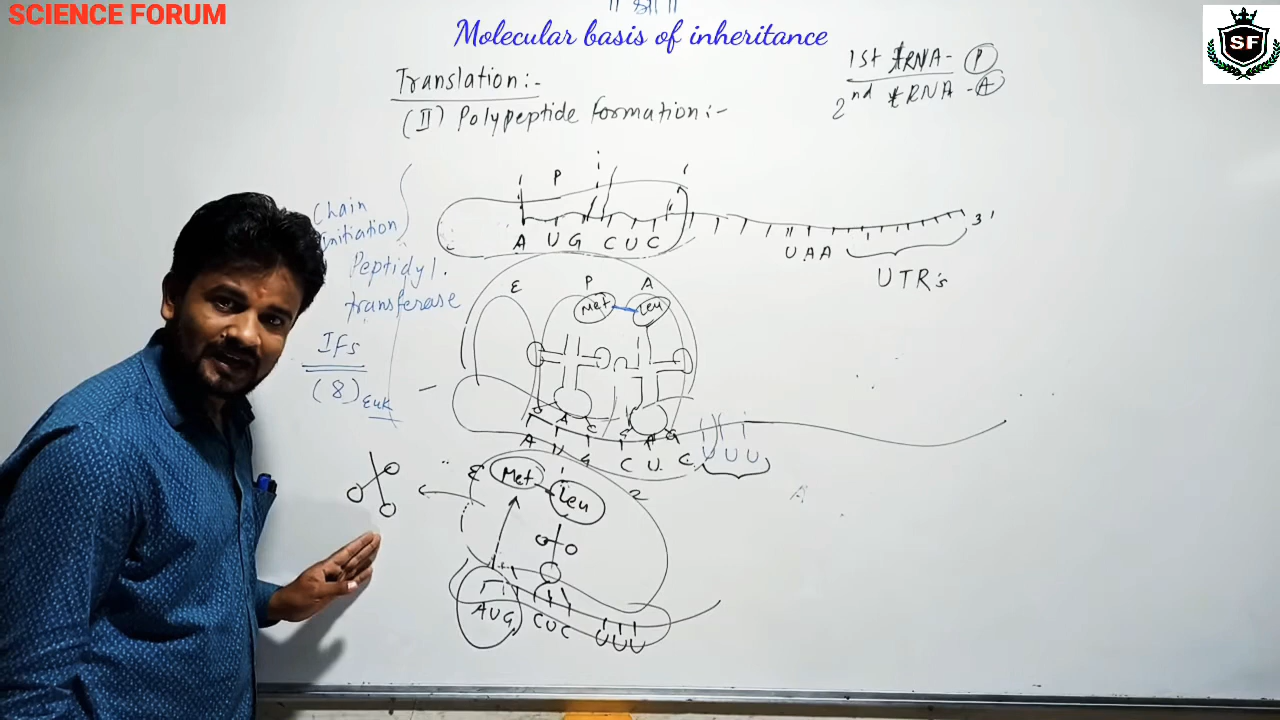 SCIENCE FORUM
॥ श्री ॥
Molecular basis of inheritance
SF
1st tRNA - P
2nd tRNA - A
Translation:-
(II) Polypeptide formation:-
P
A U G C U C
3'
U A A
UTR's
Chain
initiation
Peptidyl.
transferase
IFs
(8) Euk
E P A
Met Leu
U A C G A G
A U G C U C U U U
E Met Leu
A
AUG CUC UUU